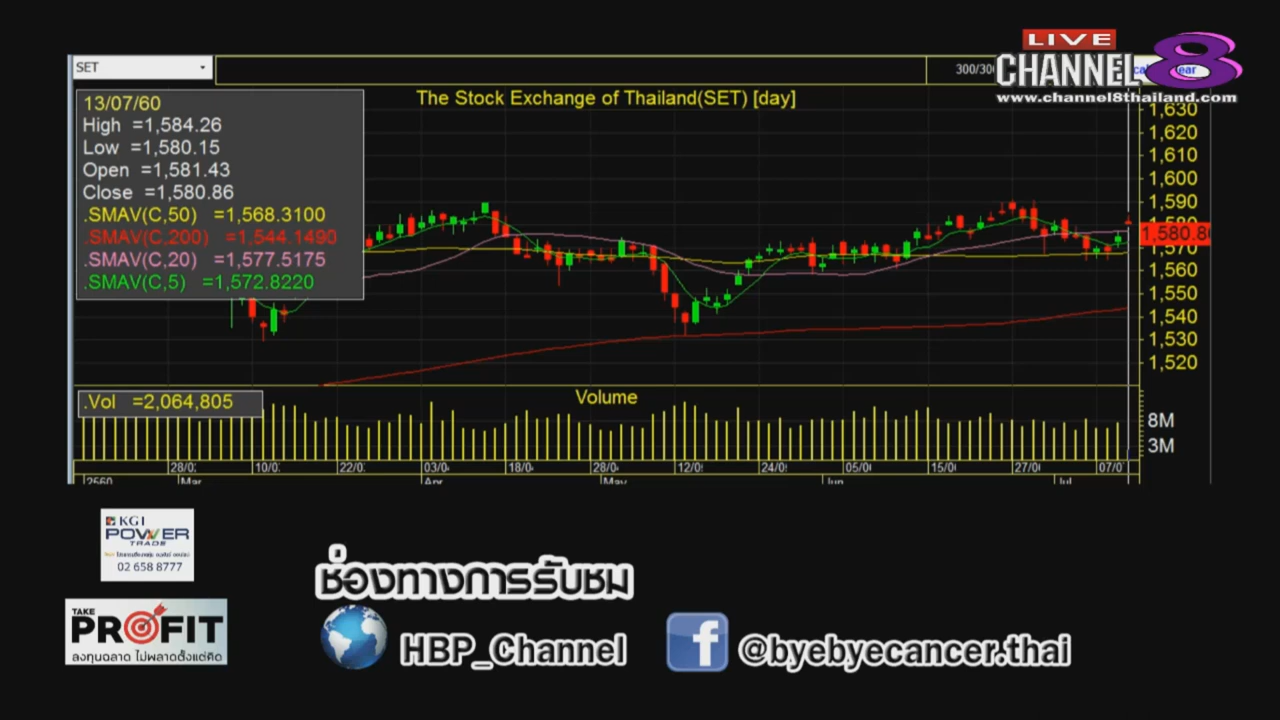 LIVE
CHANNEL 8
www.channel8thailand.com
SET
300/300
The Stock Exchange of Thailand(SET) [day]
13/07/60
High =1,584.26
Low =1,580.15
Open =1,581.43
Close =1,580.86
.SMAV(C,50) =1,568.3100
.SMAV(C,200) =1,544.1490
.SMAV(C,20) =1,577.5175
.SMAV(C,5) =1,572.8220
1,630
1,620
1,610
1,600
1,590
1,580
1,580.86
1,570
1,560
1,550
1,540
1,530
1,520
.Vol =2,064,805
Volume
8M
3M
28/0 10/0 22/0 03/0 18/0 28/0 12/0 24/0 05/0 15/0 27/0 07/0
2560 Mar Apr May Jun Jul
KGI
POWER
TRADE
02 658 8777
TAKE
PROFIT
ลงทุนฉลาด ไม่พลาดตั้งแต่คิด
ช่องทางการรับชม
HBP_Channel
@byebyecancer.thai